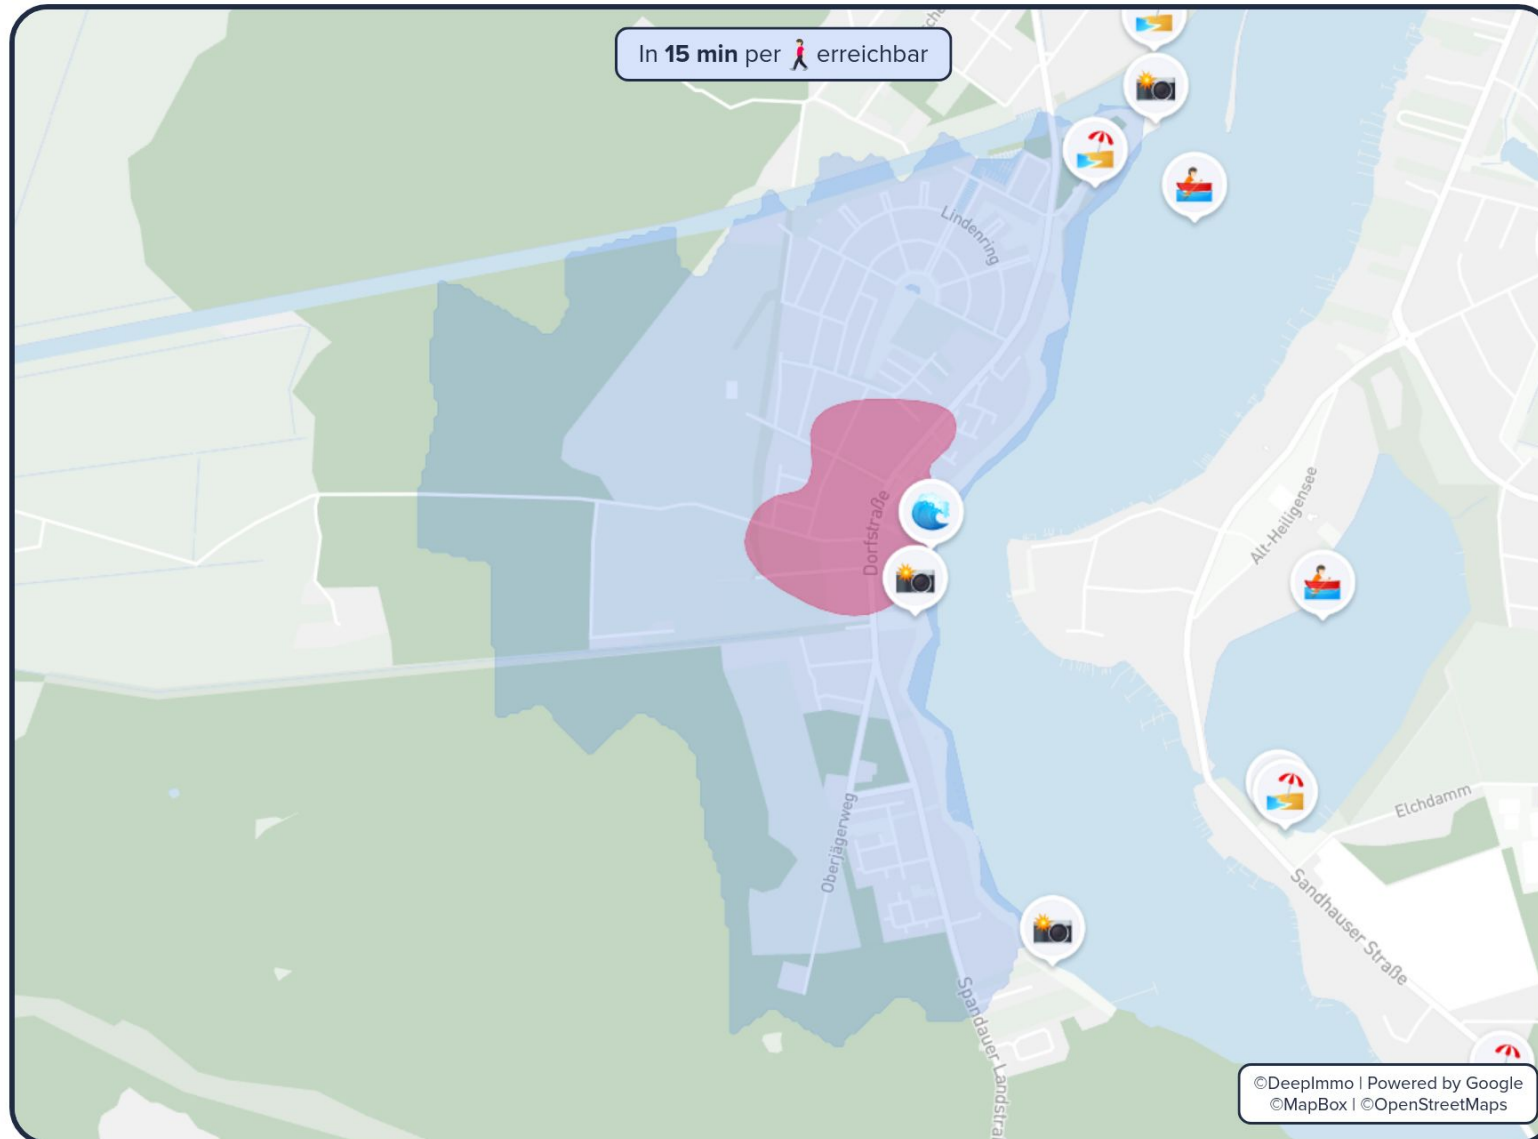 In 15 min per erreichbar
Lindenring
Dorfstraße
Alt-Heiligensee
Oberjägerweg
Elchdamm
Sandhauser Straße
Spandauer Landstra
©DeepImmo | Powered by Google
©MapBox | ©OpenStreetMaps